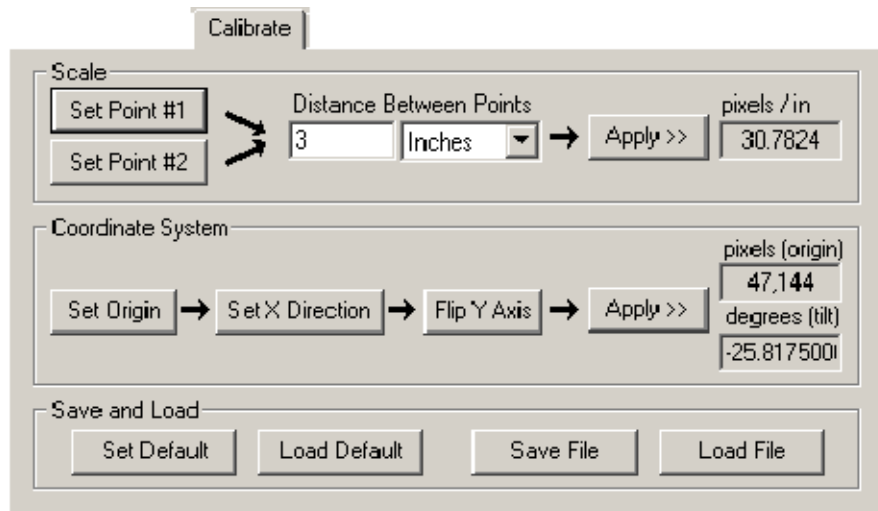 Calibrate
Scale
Set Point #1
Set Point #2
Distance Between Points
3
Inches
Apply >>
pixels / in
30.7824
Coordinate System
Set Origin
Set X Direction
Flip Y Axis
Apply >>
pixels (origin)
47,144
degrees (tilt)
-25.817500
Save and Load
Set Default
Load Default
Save File
Load File